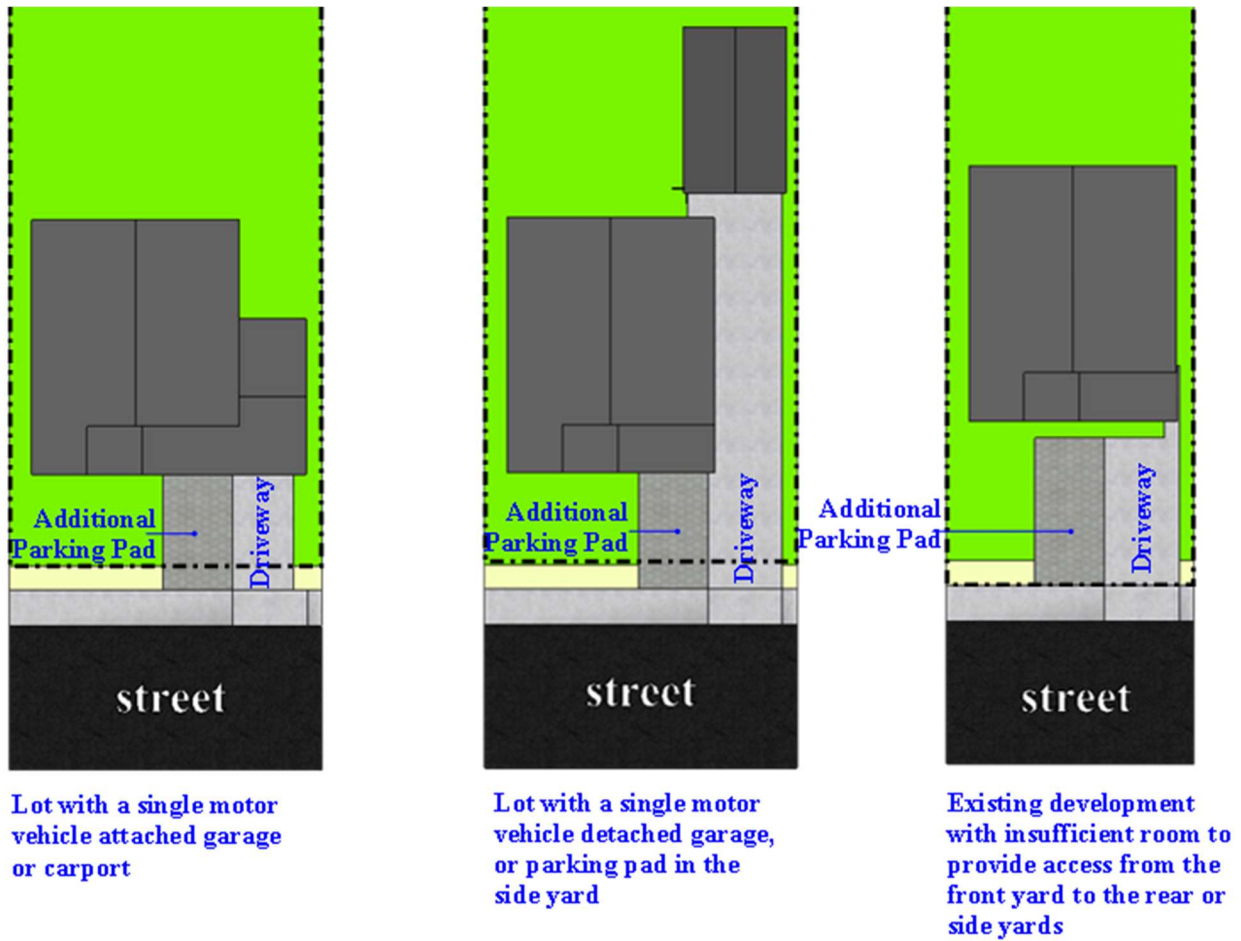 Additional
Parking Pad
Driveway
street
Lot with a single motor
vehicle attached garage
or carport
Additional
Parking Pad
Driveway
street
Lot with a single motor
vehicle detached garage,
or parking pad in the
side yard
Additional
Parking Pad
Driveway
street
Existing development
with insufficient room to
provide access from the
front yard to the rear or
side yards